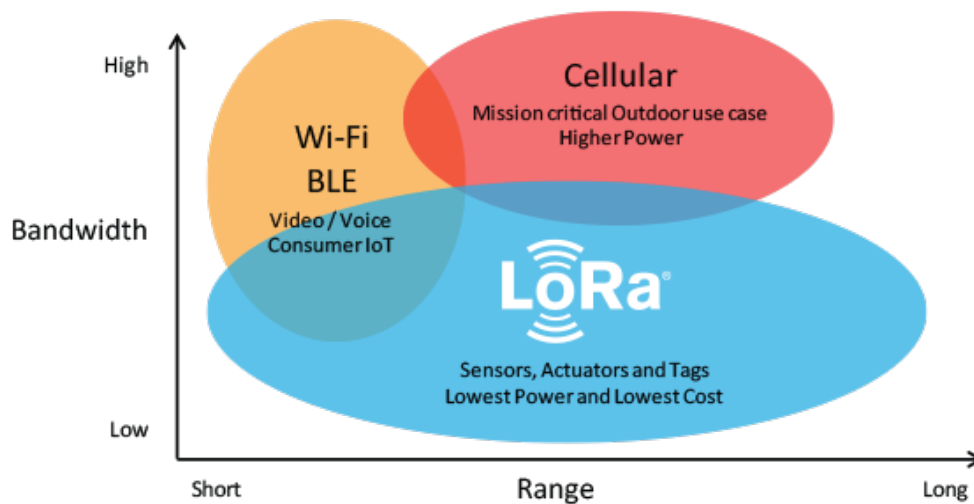 High
Cellular
Mission critical Outdoor use case
Higher Power
Wi-Fi
BLE
Video / Voice
Consumer IoT
Bandwidth
LoRa®
Sensors, Actuators and Tags
Lowest Power and Lowest Cost
Low
Short
Range
Long